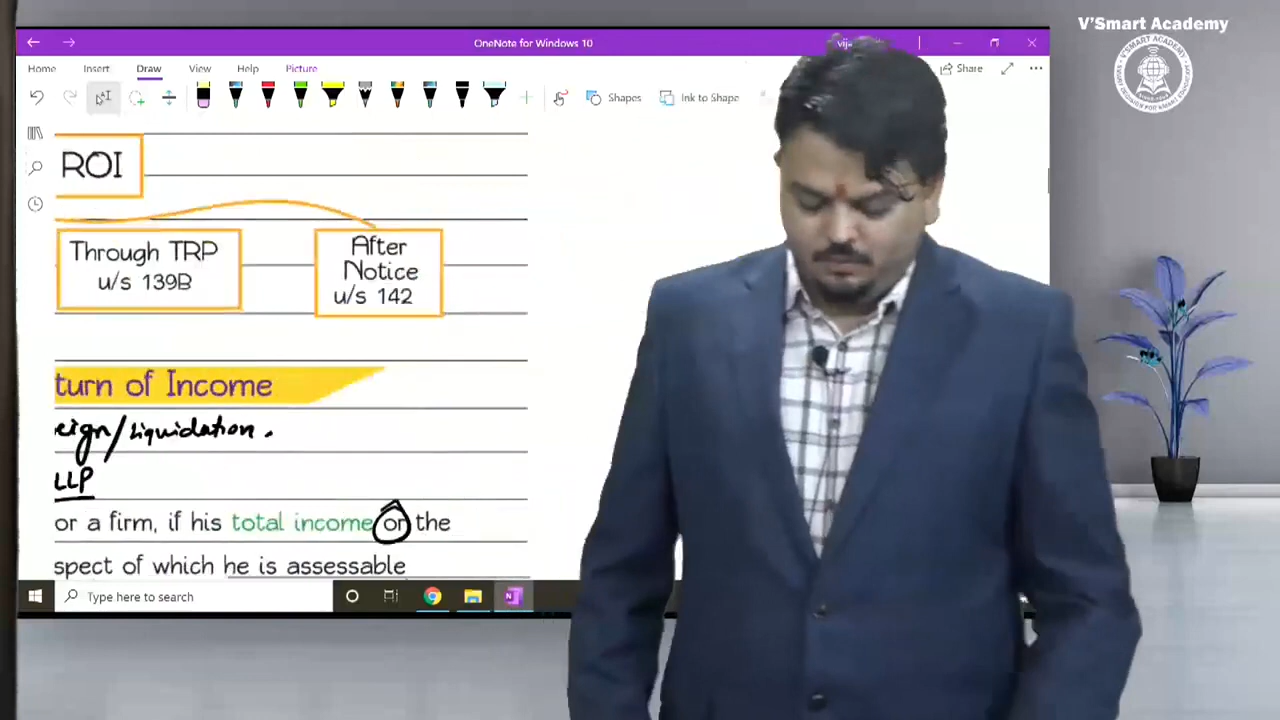 V'Smart Academy
OneNote for Windows 10
Home Insert Draw View Help Picture
Share
Shapes Ink to Shape
ROI
Through TRP
u/s 139B
After
Notice
u/s 142
turn of Income
eign/Liquidation.
LLP
or a firm, if his total income or the
spect of which he is assessable
Type here to search